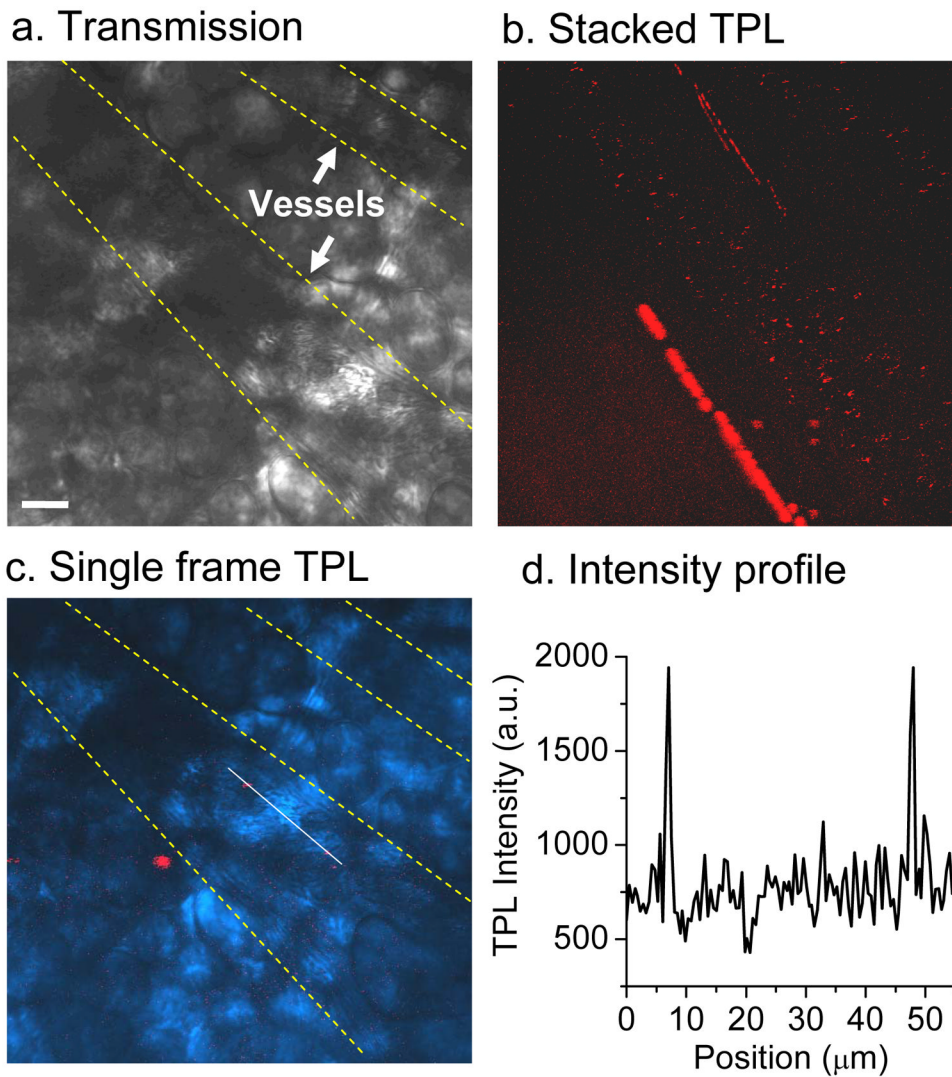 a. Transmission
Vessels
b. Stacked TPL
c. Single frame TPL
d. Intensity profile
TPL Intensity (a.u.)
2000
1500
1000
500
0 10 20 30 40 50
Position (μm)